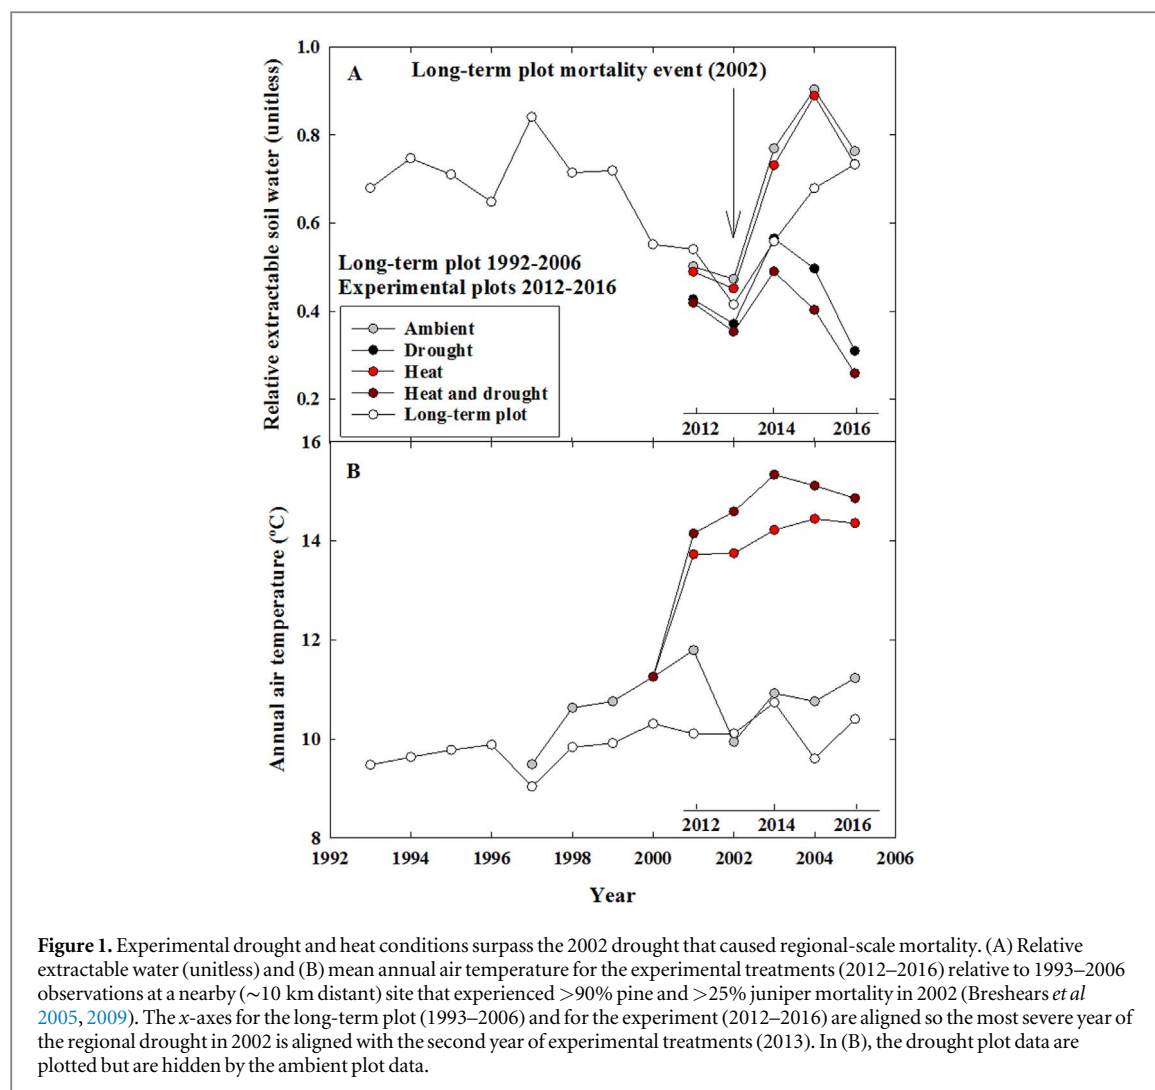 1.0
A
Long-term plot mortality event (2002)
0.8
0.6
0.4
0.2
Relative extractable soil water (unitless)
Long-term plot 1992-2006
Experimental plots 2012-2016
Ambient
Drought
Heat
Heat and drought
Long-term plot
2012 2014 2016
16
B
14
12
10
8
Annual air temperature (ºC)
2012 2014 2016
1992 1994 1996 1998 2000 2002 2004 2006
Year
Figure 1. Experimental drought and heat conditions surpass the 2002 drought that caused regional-scale mortality. (A) Relative
extractable water (unitless) and (B) mean annual air temperature for the experimental treatments (2012–2016) relative to 1993–2006
observations at a nearby (∼10 km distant) site that experienced >90% pine and >25% juniper mortality in 2002 (Breshears et al
2005, 2009). The x-axes for the long-term plot (1993–2006) and for the experiment (2012–2016) are aligned so the most severe year of
the regional drought in 2002 is aligned with the second year of experimental treatments (2013). In (B), the drought plot data are
plotted but are hidden by the ambient plot data.